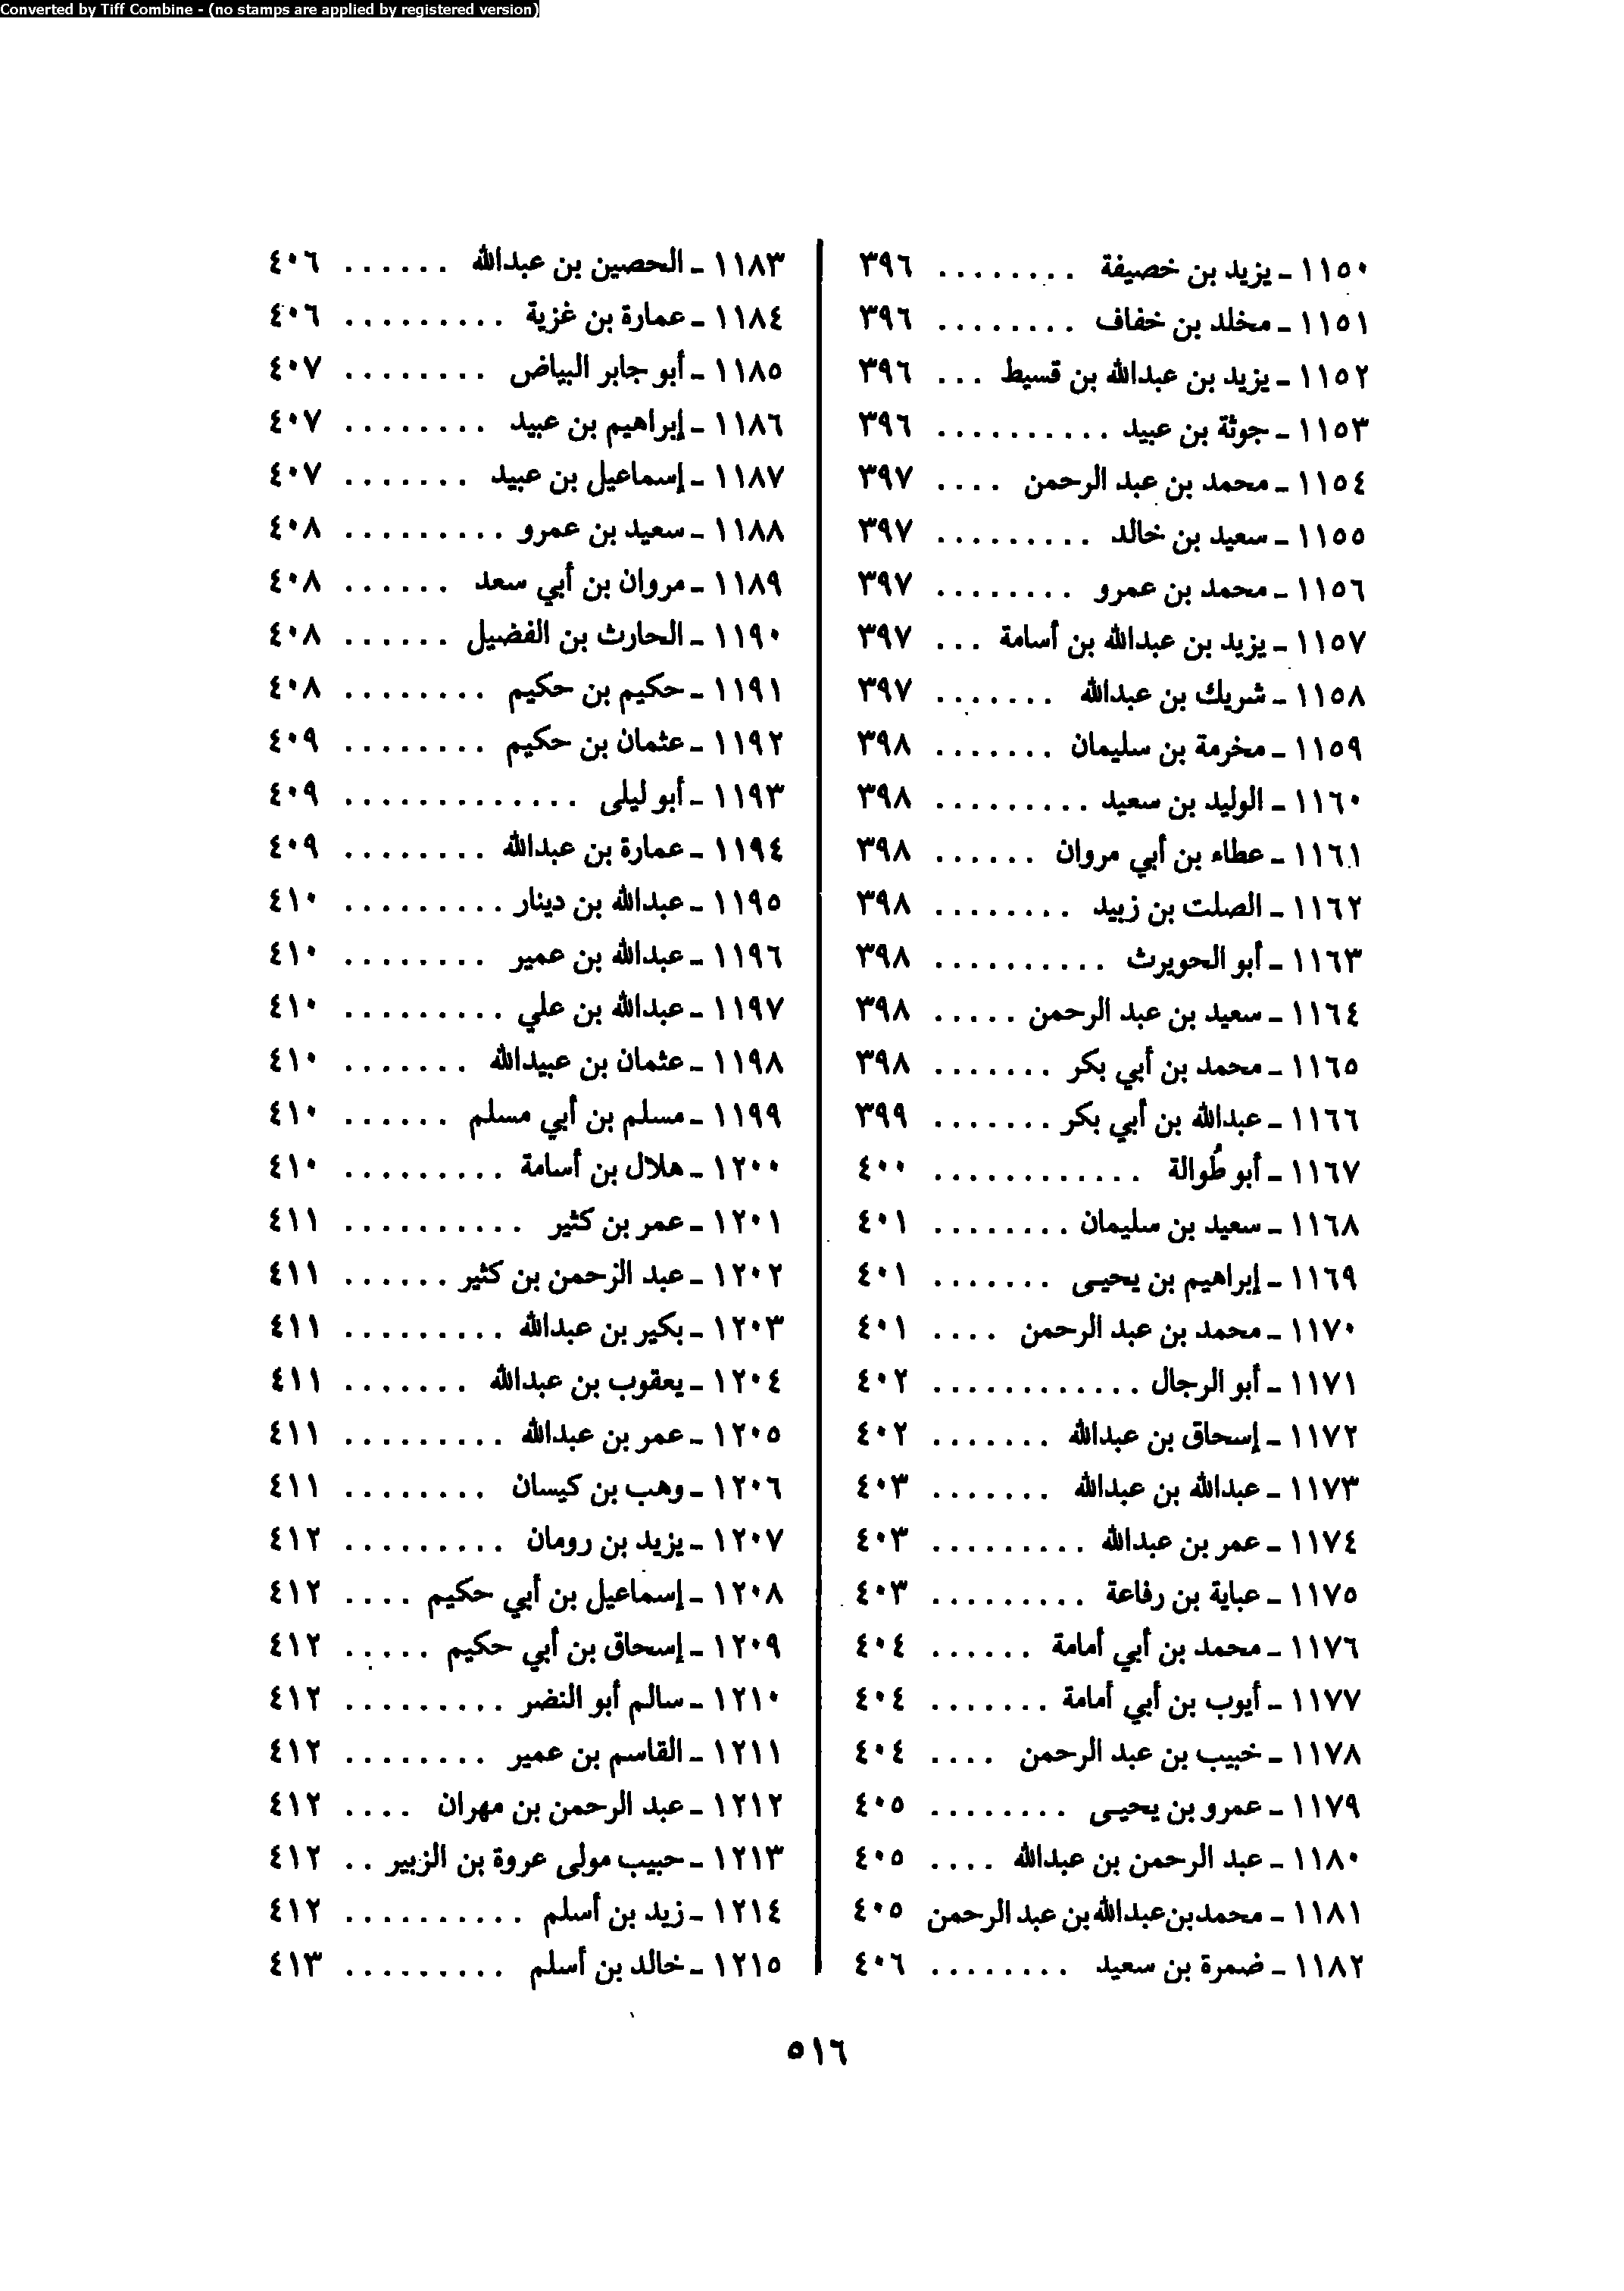 Converted by Tiff Combine - (no stamps are applied by registered version)
١١٥٠ - يزيد بن خصيفة ........ ٣٩٦
١١٥١ - مخلد بن خفاف ........ ٣٩٦
١١٥٢ - يزيد بن عبدالله بن قسيط ... ٣٩٦
١١٥٣ - جوثة بن عبيد .......... ٣٩٦
١١٥٤ - محمد بن عبد الرحمن .... ٣٩٧
١١٥٥ - سعيد بن خالد ......... ٣٩٧
١١٥٦ - محمد بن عمرو ........ ٣٩٧
١١٥٧ - يزيد بن عبدالله بن أسامة ... ٣٩٧
١١٥٨ - شريك بن عبدالله ....... ٣٩٧
١١٥٩ - مخرمة بن سليمان ....... ٣٩٨
١١٦٠ - الوليد بن سعيد ......... ٣٩٨
١١٦١ - عطاء بن أبي مروان ...... ٣٩٨
١١٦٢ - الصلت بن زبيد ........ ٣٩٨
١١٦٣ - أبو الحويرث .......... ٣٩٨
١١٦٤ - سعيد بن عبد الرحمن ..... ٣٩٨
١١٦٥ - محمد بن أبي بكر ....... ٣٩٨
١١٦٦ - عبدالله بن أبي بكر ....... ٣٩٩
١١٦٧ - أبو طُوالة ............ ٤٠٠
١١٦٨ - سعيد بن سليمان ........ ٤٠١
١١٦٩ - إبراهيم بن يحيى ....... ٤٠١
١١٧٠ - محمد بن عبد الرحمن .... ٤٠١
١١٧١ - أبو الرجال ............ ٤٠٢
١١٧٢ - إسحاق بن عبدالله ....... ٤٠٢
١١٧٣ - عبدالله بن عبدالله ....... ٤٠٣
١١٧٤ - عمر بن عبدالله ......... ٤٠٣
١١٧٥ - عباية بن رفاعة ......... ٤٠٣
١١٧٦ - محمد بن أبي أمامة ...... ٤٠٤
١١٧٧ - أيوب بن أبي أمامة ....... ٤٠٤
١١٧٨ - خبيب بن عبد الرحمن .... ٤٠٤
١١٧٩ - عمرو بن يحيى ........ ٤٠٥
١١٨٠ - عبد الرحمن بن عبدالله .... ٤٠٥
١١٨١ - محمد بن عبدالله بن عبد الرحمن ٤٠٥
١١٨٢ - ضمرة بن سعيد ........ ٤٠٦
١١٨٣ - الحصين بن عبدالله ...... ٤٠٦
١١٨٤ - عمارة بن غزية ......... ٤٠٦
١١٨٥ - أبو جابر البياض ........ ٤٠٧
١١٨٦ - إبراهيم بن عبيد ........ ٤٠٧
١١٨٧ - إسماعيل بن عبيد ....... ٤٠٧
١١٨٨ - سعيد بن عمرو ......... ٤٠٨
١١٨٩ - مروان بن أبي سعد ...... ٤٠٨
١١٩٠ - الحارث بن الفضيل ...... ٤٠٨
١١٩١ - حكيم بن حكيم ........ ٤٠٨
١١٩٢ - عثمان بن حكيم ........ ٤٠٩
١١٩٣ - أبو ليلى ............. ٤٠٩
١١٩٤ - عمارة بن عبدالله ........ ٤٠٩
١١٩٥ - عبدالله بن دينار ......... ٤١٠
١١٩٦ - عبدالله بن عمير ........ ٤١٠
١١٩٧ - عبدالله بن علي ......... ٤١٠
١١٩٨ - عثمان بن عبيدالله ....... ٤١٠
١١٩٩ - مسلم بن أبي مسلم ...... ٤١٠
١٢٠٠ - هلال بن أسامة ......... ٤١٠
١٢٠١ - عمر بن كثير .......... ٤١١
١٢٠٢ - عبد الرحمن بن كثير ...... ٤١١
١٢٠٣ - بكير بن عبدالله ......... ٤١١
١٢٠٤ - يعقوب بن عبدالله ....... ٤١١
١٢٠٥ - عمر بن عبدالله ......... ٤١١
١٢٠٦ - وهب بن كيسان ........ ٤١١
١٢٠٧ - يزيد بن رومان ......... ٤١٢
١٢٠٨ - إسماعيل بن أبي حكيم .... ٤١٢
١٢٠٩ - إسحاق بن أبي حكيم ..... ٤١٢
١٢١٠ - سالم أبو النضر ......... ٤١٢
١٢١١ - القاسم بن عمير ........ ٤١٢
١٢١٢ - عبد الرحمن بن مهران .... ٤١٢
١٢١٣ - حبيب مولى عروة بن الزبير .. ٤١٢
١٢١٤ - زيد بن أسلم .......... ٤١٢
١٢١٥ - خالد بن أسلم ......... ٤١٣
٥١٦